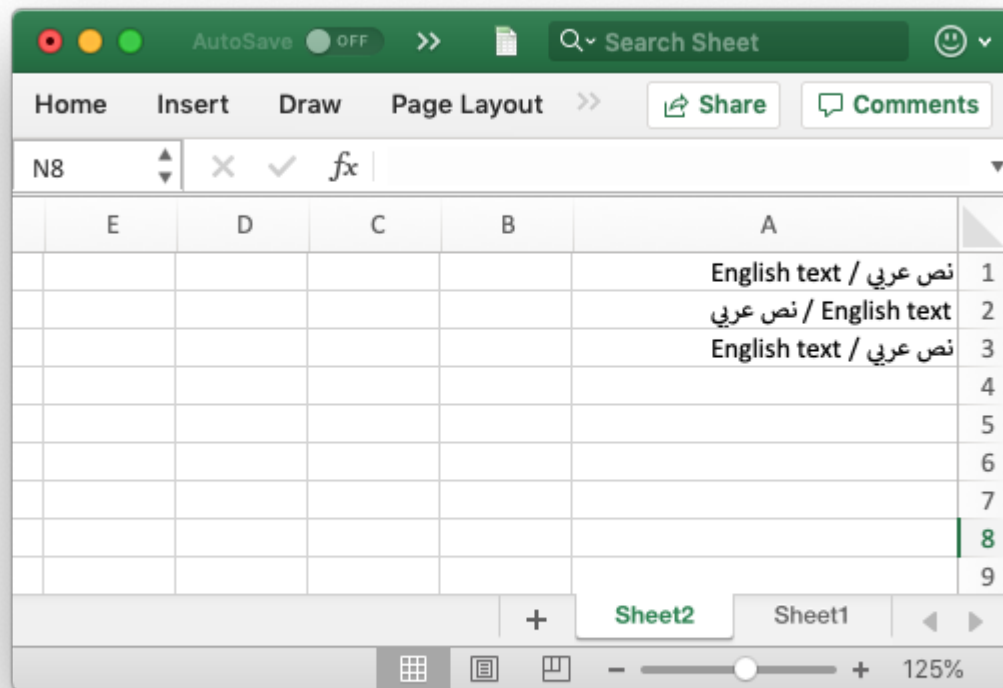 AutoSave OFF >> Search Sheet
Home Insert Draw Page Layout >> Share Comments
N8 fx
E D C B A
نص عربي / English text 1
نص عربي / English text 2
نص عربي / English text 3
4
5
6
7
8
9
+ Sheet2 Sheet1
− + 125%